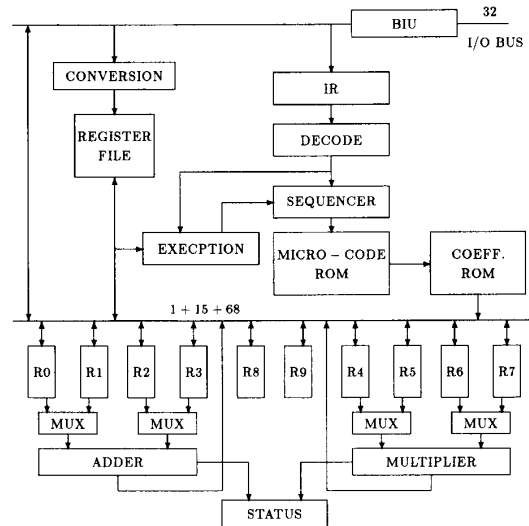 BIU
32
I/O BUS
CONVERSION
IR
REGISTER
FILE
DECODE
SEQUENCER
EXECPTION
MICRO - CODE
ROM
COEFF.
ROM
1 + 15 + 68
R0 R1 R2 R3 R8 R9 R4 R5 R6 R7
MUX MUX MUX MUX
ADDER MULTIPLIER
STATUS